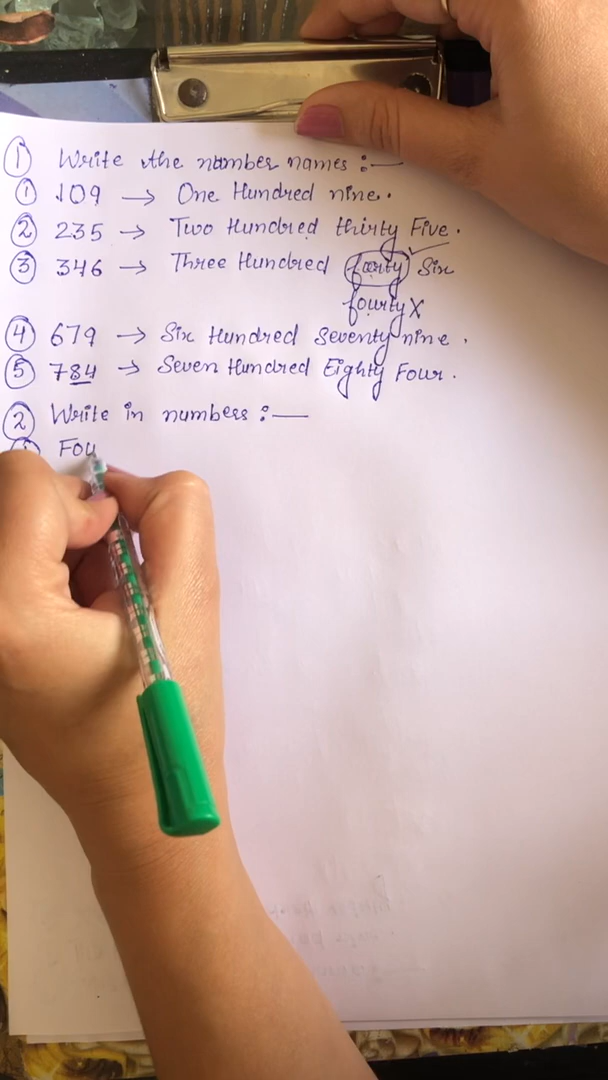 ① Write the number names :—
① 109 → One Hundred nine.
② 235 → Two Hundred thirty Five.
③ 346 → Three Hundred forty ✓ Six
fourty X
④ 679 → Six Hundred Seventy nine.
⑤ 784 → Seven Hundred Eighty Four.
② Write in numbers :—
① Fou